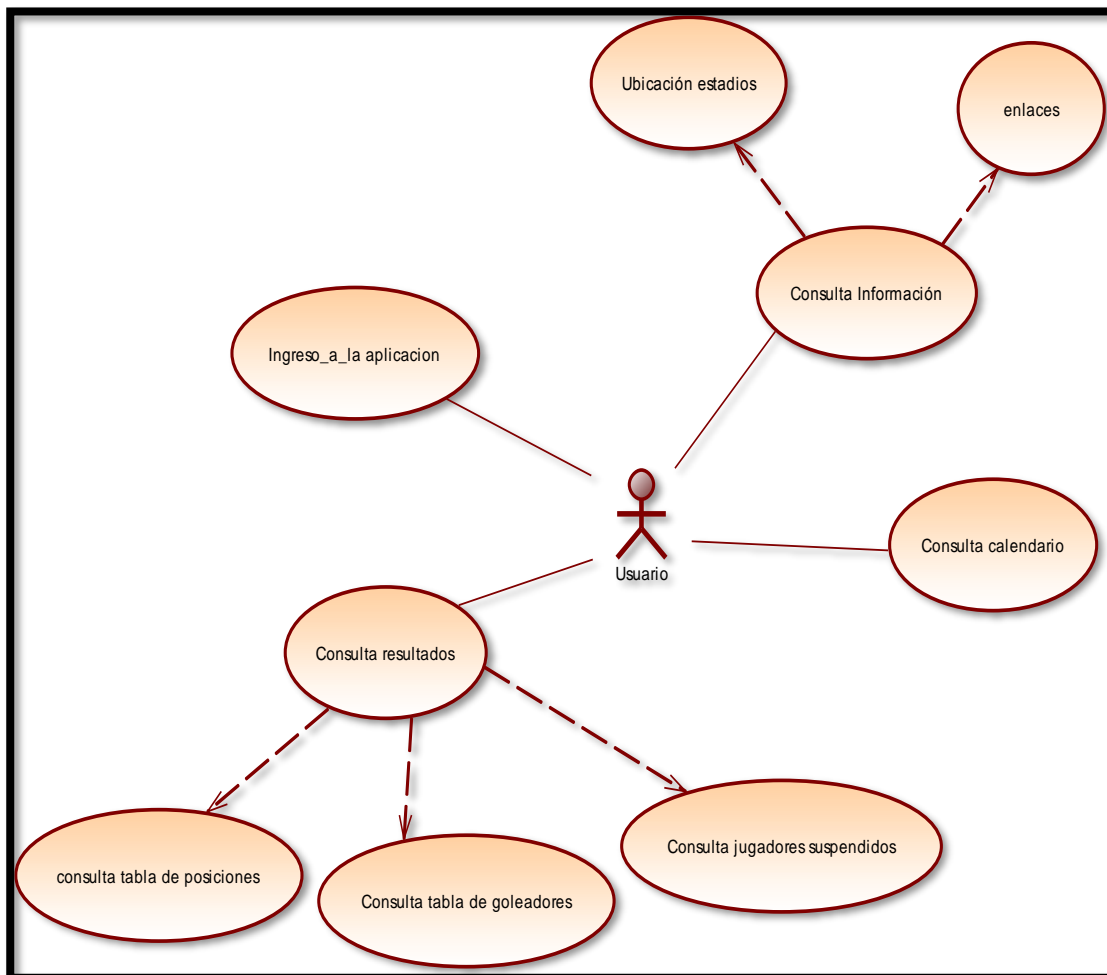 Ubicación estadios
enlaces
Consulta Información
Ingreso_a_la aplicacion
Consulta calendario
Usuario
Consulta resultados
Consulta jugadores suspendidos
consulta tabla de posiciones
Consulta tabla de goleadores